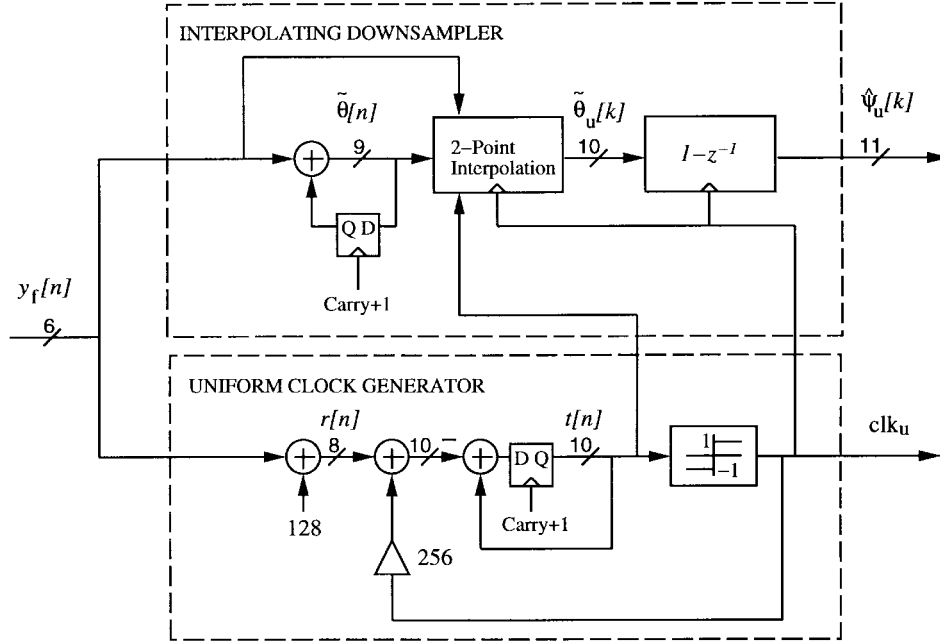 INTERPOLATING DOWNSAMPLER
θ̃[n]
9
2–Point
Interpolation
θ̃u[k]
10
1–z⁻¹
ψ̂u[k]
11
Q D
Carry+1
yf[n]
6
UNIFORM CLOCK GENERATOR
r[n]
8
10
–
t[n]
10
D Q
1
–1
clku
128
Carry+1
256